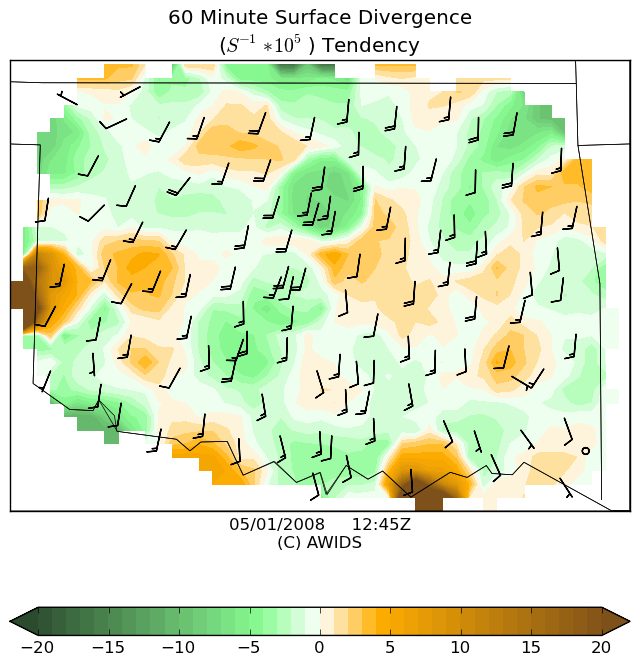 60 Minute Surface Divergence
(S⁻¹ *10⁵ ) Tendency
05/01/2008 12:45Z
(C) AWIDS
−20 −15 −10 −5 0 5 10 15 20